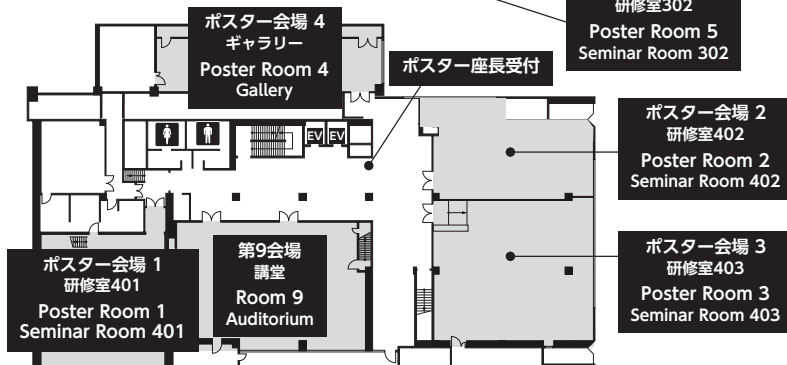 ポスター会場 4
ギャラリー
Poster Room 4
Gallery
研修室302
Poster Room 5
Seminar Room 302
ポスター座長受付
EV
EV
ポスター会場 2
研修室402
Poster Room 2
Seminar Room 402
ポスター会場 1
研修室401
Poster Room 1
Seminar Room 401
第9会場
講堂
Room 9
Auditorium
ポスター会場 3
研修室403
Poster Room 3
Seminar Room 403